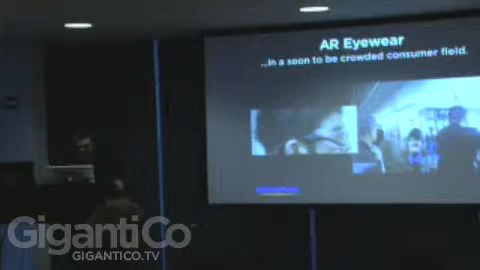 AR Eyewear
...in a soon to be crowded consumer field.
GigantiCo
GIGANTICO.TV